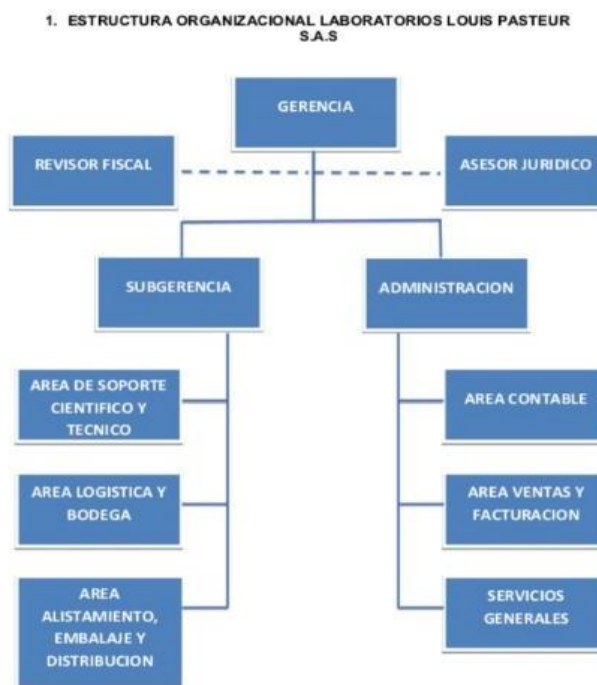 1. ESTRUCTURA ORGANIZACIONAL LABORATORIOS LOUIS PASTEUR
S.A.S
GERENCIA
REVISOR FISCAL
ASESOR JURIDICO
SUBGERENCIA
ADMINISTRACION
AREA DE SOPORTE
CIENTIFICO Y
TECNICO
AREA CONTABLE
AREA LOGISTICA Y
BODEGA
AREA VENTAS Y
FACTURACION
AREA
ALISTAMIENTO,
EMBALAJE Y
DISTRIBUCION
SERVICIOS
GENERALES